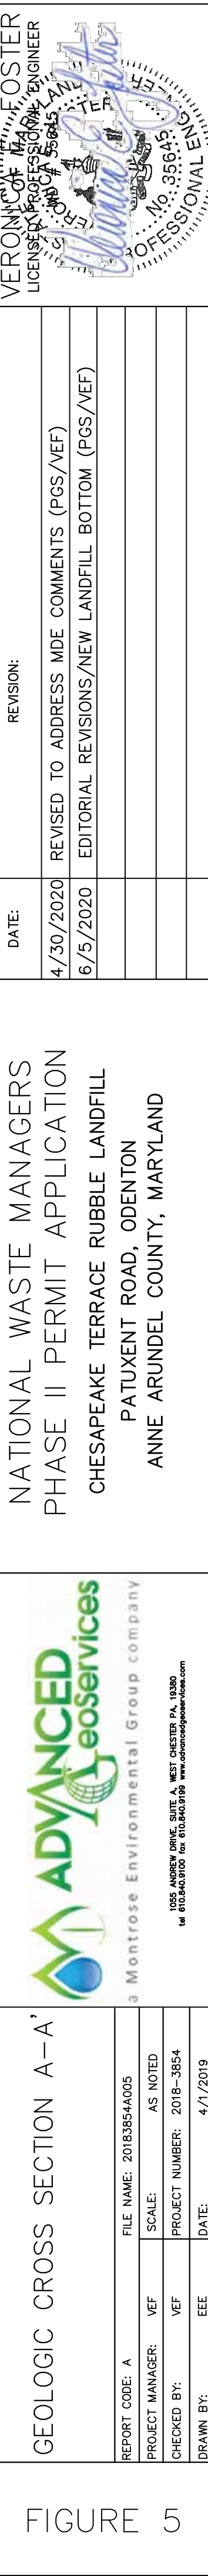 FIGURE 5
GEOLOGIC CROSS SECTION A-A'
REPORT CODE: A FILE NAME: 20183854A005
PROJECT MANAGER: VEF SCALE: AS NOTED
CHECKED BY: VEF PROJECT NUMBER: 2018-3854
DRAWN BY: EEE DATE: 4/1/2019
ADVANCED
GeoServices
a Montrose Environmental Group company
1055 ANDREW DRIVE, SUITE A, WEST CHESTER PA, 19380
tel 610.840.9100 fax 610.840.9199 www.advancedgeoservices.com
NATIONAL WASTE MANAGERS
PHASE II PERMIT APPLICATION
CHESAPEAKE TERRACE RUBBLE LANDFILL
PATUXENT ROAD, ODENTON
ANNE ARUNDEL COUNTY, MARYLAND
DATE: REVISION:
4/30/2020 REVISED TO ADDRESS MDE COMMENTS (PGS/VEF)
6/5/2020 EDITORIAL REVISIONS/NEW LANDFILL BOTTOM (PGS/VEF)
VERONICA E. FOSTER
LICENSED PROFESSIONAL ENGINEER
MD # 35645
OF MARYLAND
No. 35645
PROFESSIONAL ENG